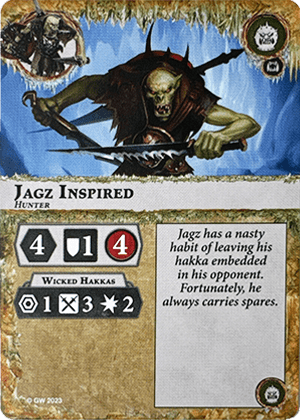 Jagz Inspired
Hunter
4 1 4
Wicked Hakkas
1 3 2
Jagz has a nasty
habit of leaving his
hakka embedded
in his opponent.
Fortunately, he
always carries spares.
© GW 2023